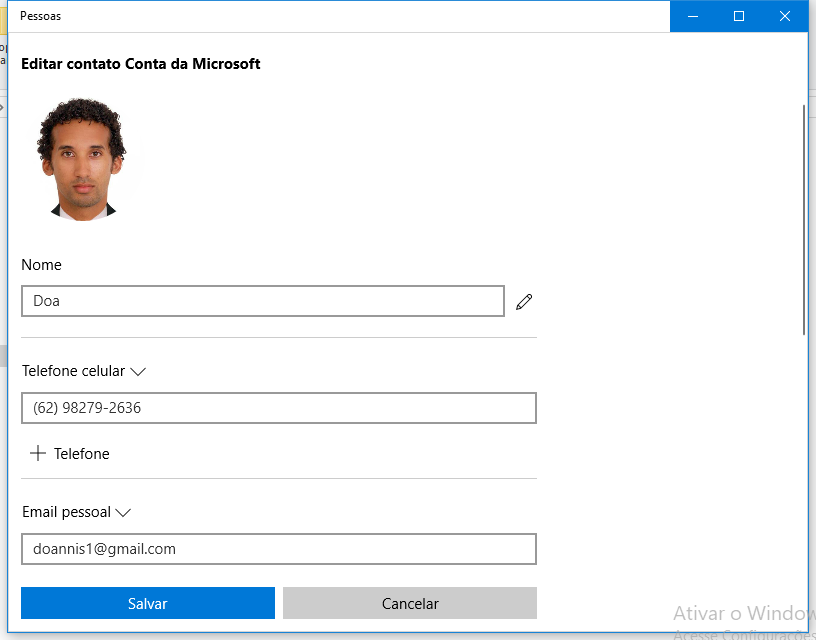 Pessoas
Editar contato Conta da Microsoft
Nome
Doa
Telefone celular
(62) 98279-2636
Telefone
Email pessoal
doannis1@gmail.com
Salvar
Cancelar
Ativar o Window
Acesse Configurações